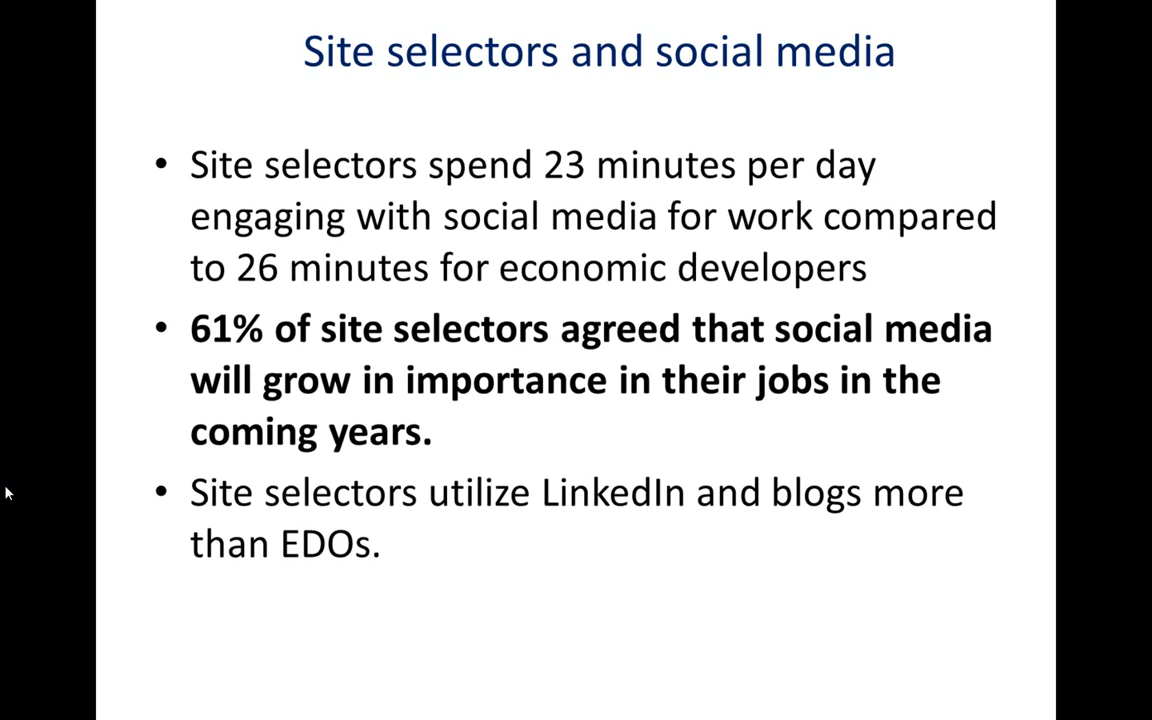 Site selectors and social media
• Site selectors spend 23 minutes per day
engaging with social media for work compared
to 26 minutes for economic developers
• 61% of site selectors agreed that social media
will grow in importance in their jobs in the
coming years.
• Site selectors utilize LinkedIn and blogs more
than EDOs.